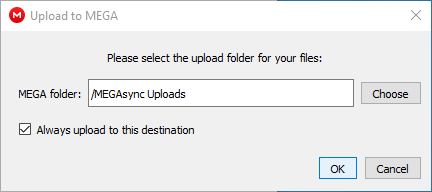 Upload to MEGA
Please select the upload folder for your files:
MEGA folder: /MEGAsync Uploads Choose
Always upload to this destination
OK Cancel